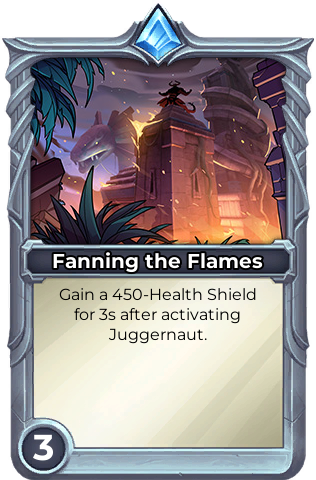 Fanning the Flames
Gain a 450-Health Shield
for 3s after activating
Juggernaut.
3